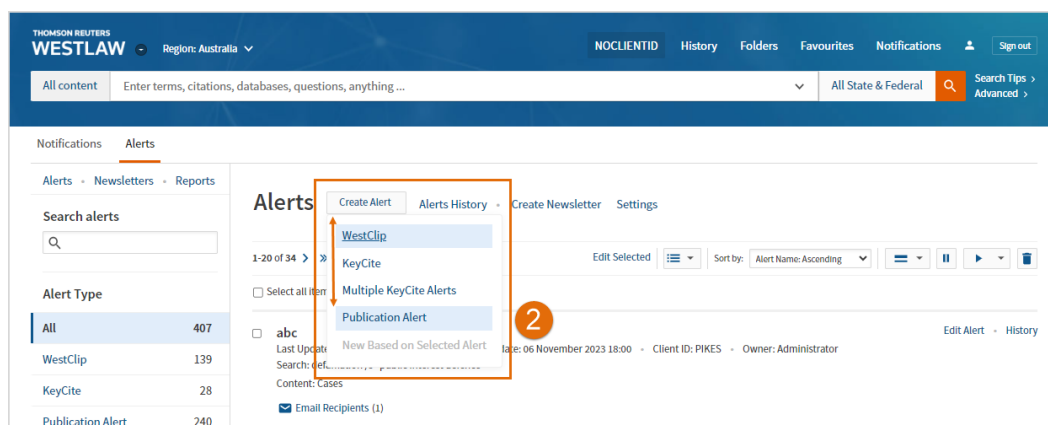 THOMSON REUTERS
WESTLAW Region: Australia NOCLIENTID History Folders Favourites Notifications Sign out
All content Enter terms, citations, databases, questions, anything ... All State & Federal Search Tips >
Advanced >
Notifications Alerts
Alerts • Newsletters • Reports
Alerts Create Alert Alerts History • Create Newsletter Settings
Search alerts
WestClip
1-20 of 34 Edit Selected Sort by: Alert Name: Ascending
KeyCite
Select all item
Multiple KeyCite Alerts
Alert Type
Publication Alert
2
All 407
abc Edit Alert • History
New Based on Selected Alert
Last Update date: 06 November 2023 18:00 • Client ID: PIKES • Owner: Administrator
WestClip 139
Content: Cases
KeyCite 28
Email Recipients (1)
Publication Alert 240